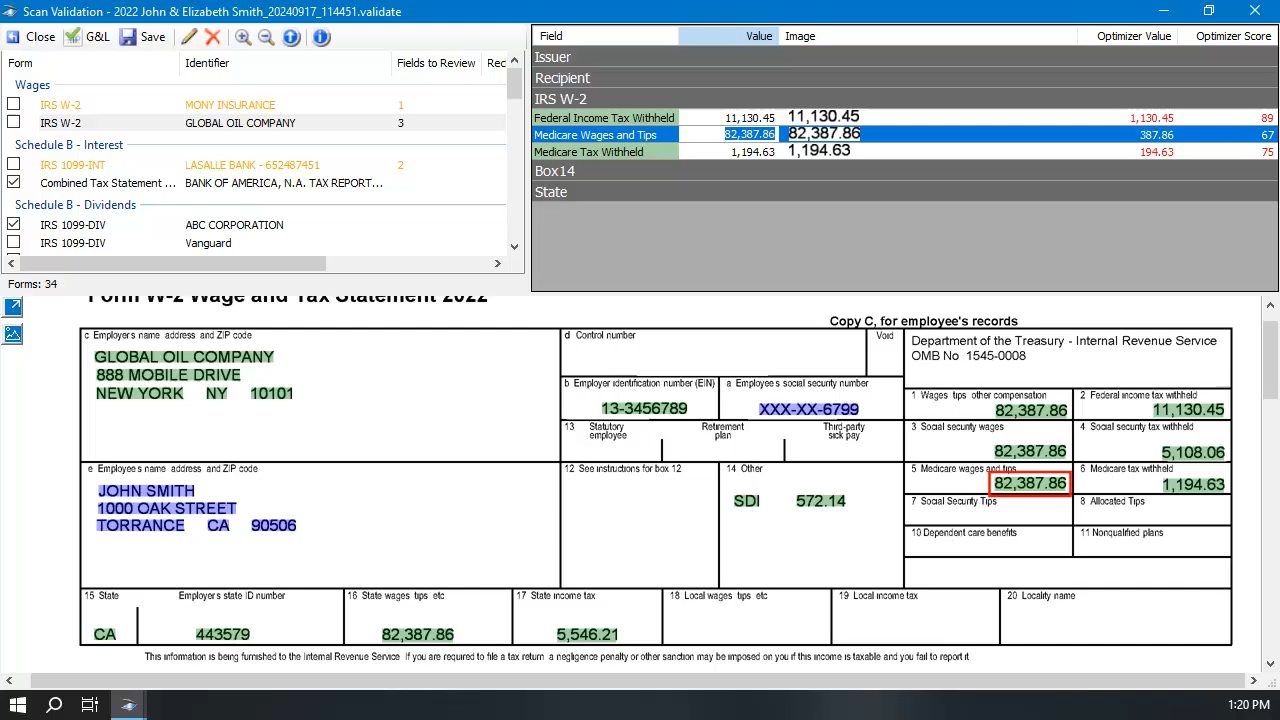 Scan Validation - 2022 John & Elizabeth Smith_20240917_114451.validate
Close G&L Save
Form Identifier Fields to Review Rec
Wages
IRS W-2 MONY INSURANCE 1
IRS W-2 GLOBAL OIL COMPANY 3
Schedule B - Interest
IRS 1099-INT LASALLE BANK - 652487451 2
Combined Tax Statement ... BANK OF AMERICA, N.A. TAX REPORT...
Schedule B - Dividends
IRS 1099-DIV ABC CORPORATION
IRS 1099-DIV Vanguard
Forms: 34
Field Value Image Optimizer Value Optimizer Score
Issuer
Recipient
IRS W-2
Federal Income Tax Withheld 11,130.45 11,130.45 1,130.45 89
Medicare Wages and Tips 82,387.86 82,387.86 387.86 67
Medicare Tax Withheld 1,194.63 1,194.63 194.63 75
Box14
State
Form W-2 Wage and Tax Statement 2022
Copy C, for employee's records
c Employer's name address and ZIP code
GLOBAL OIL COMPANY
888 MOBILE DRIVE
NEW YORK NY 10101
d Control number
Void
Department of the Treasury - Internal Revenue Service
OMB No 1545-0008
b Employer identification number (EIN)
13-3456789
a Employee's social security number
XXX-XX-6799
1 Wages tips other compensation
82,387.86
2 Federal income tax withheld
11,130.45
13 Statutory employee
Retirement plan
Third-party sick pay
3 Social security wages
82,387.86
4 Social security tax withheld
5,108.06
e Employee's name address and ZIP code
JOHN SMITH
1000 OAK STREET
TORRANCE CA 90506
12 See instructions for box 12
14 Other
SDI 572.14
5 Medicare wages and tips
82,387.86
6 Medicare tax withheld
1,194.63
7 Social Security Tips
8 Allocated Tips
10 Dependent care benefits
11 Nonqualified plans
15 State Employer's state ID number
CA 443579
16 State wages tips etc
82,387.86
17 State income tax
5,546.21
18 Local wages tips etc
19 Local income tax
20 Locality name
This information is being furnished to the Internal Revenue Service If you are required to file a tax return a negligence penalty or other sanction may be imposed on you if this income is taxable and you fail to report it
1:20 PM